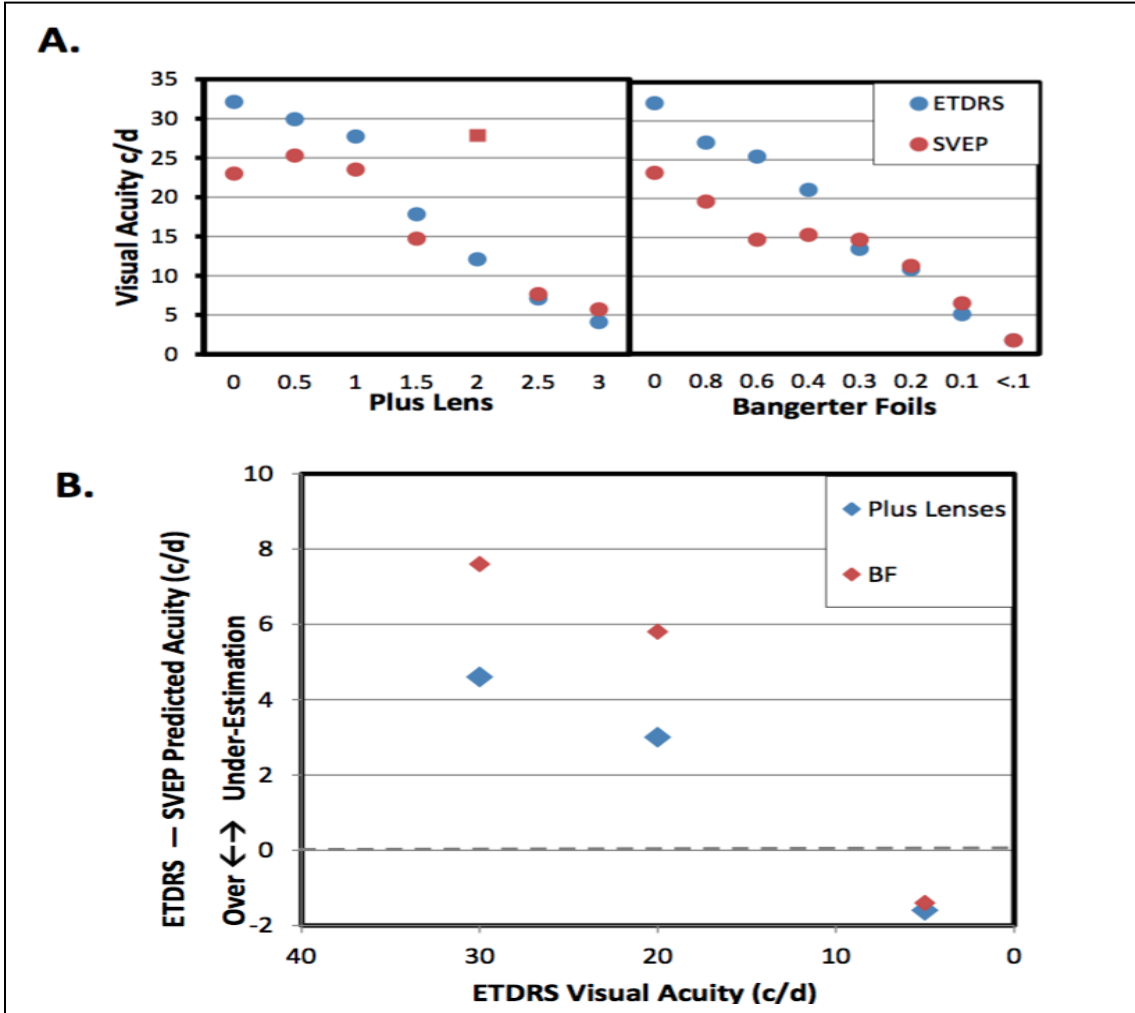 A.
Visual Acuity c/d
35
30
25
20
15
10
5
0
0 0.5 1 1.5 2 2.5 3
Plus Lens
0 0.8 0.6 0.4 0.3 0.2 0.1 <.1
Bangerter Foils
ETDRS
SVEP
B.
ETDRS — SVEP Predicted Acuity (c/d)
Over ←→ Under-Estimation
10
8
6
4
2
0
-2
40 30 20 10 0
ETDRS Visual Acuity (c/d)
Plus Lenses
BF